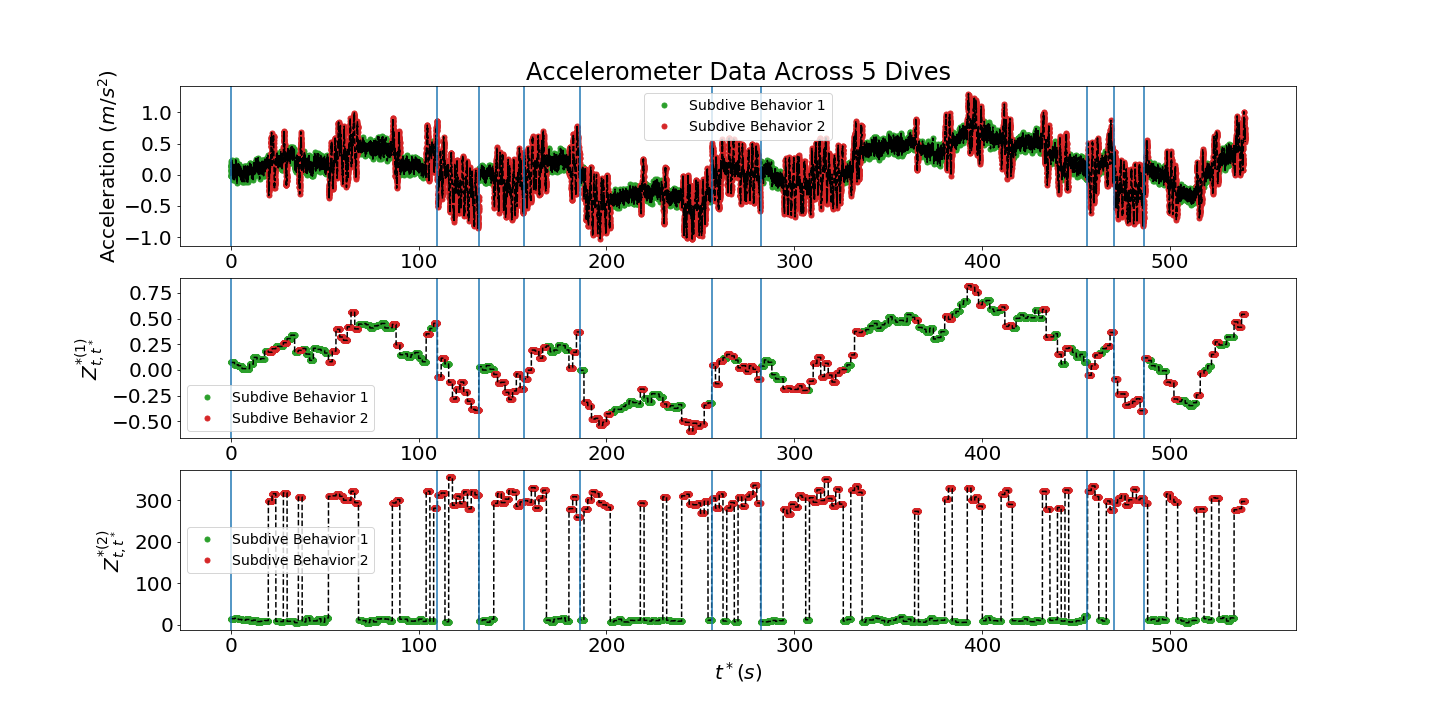 Accelerometer Data Across 5 Dives
Acceleration (m/s²)
1.0
0.5
0.0
−0.5
−1.0
Subdive Behavior 1
Subdive Behavior 2
0 100 200 300 400 500
Z*(1)t,t*
0.75
0.50
0.25
0.00
−0.25
−0.50
Subdive Behavior 1
Subdive Behavior 2
0 100 200 300 400 500
Z*(2)t,t*
300
200
100
0
Subdive Behavior 1
Subdive Behavior 2
0 100 200 300 400 500
t*(s)